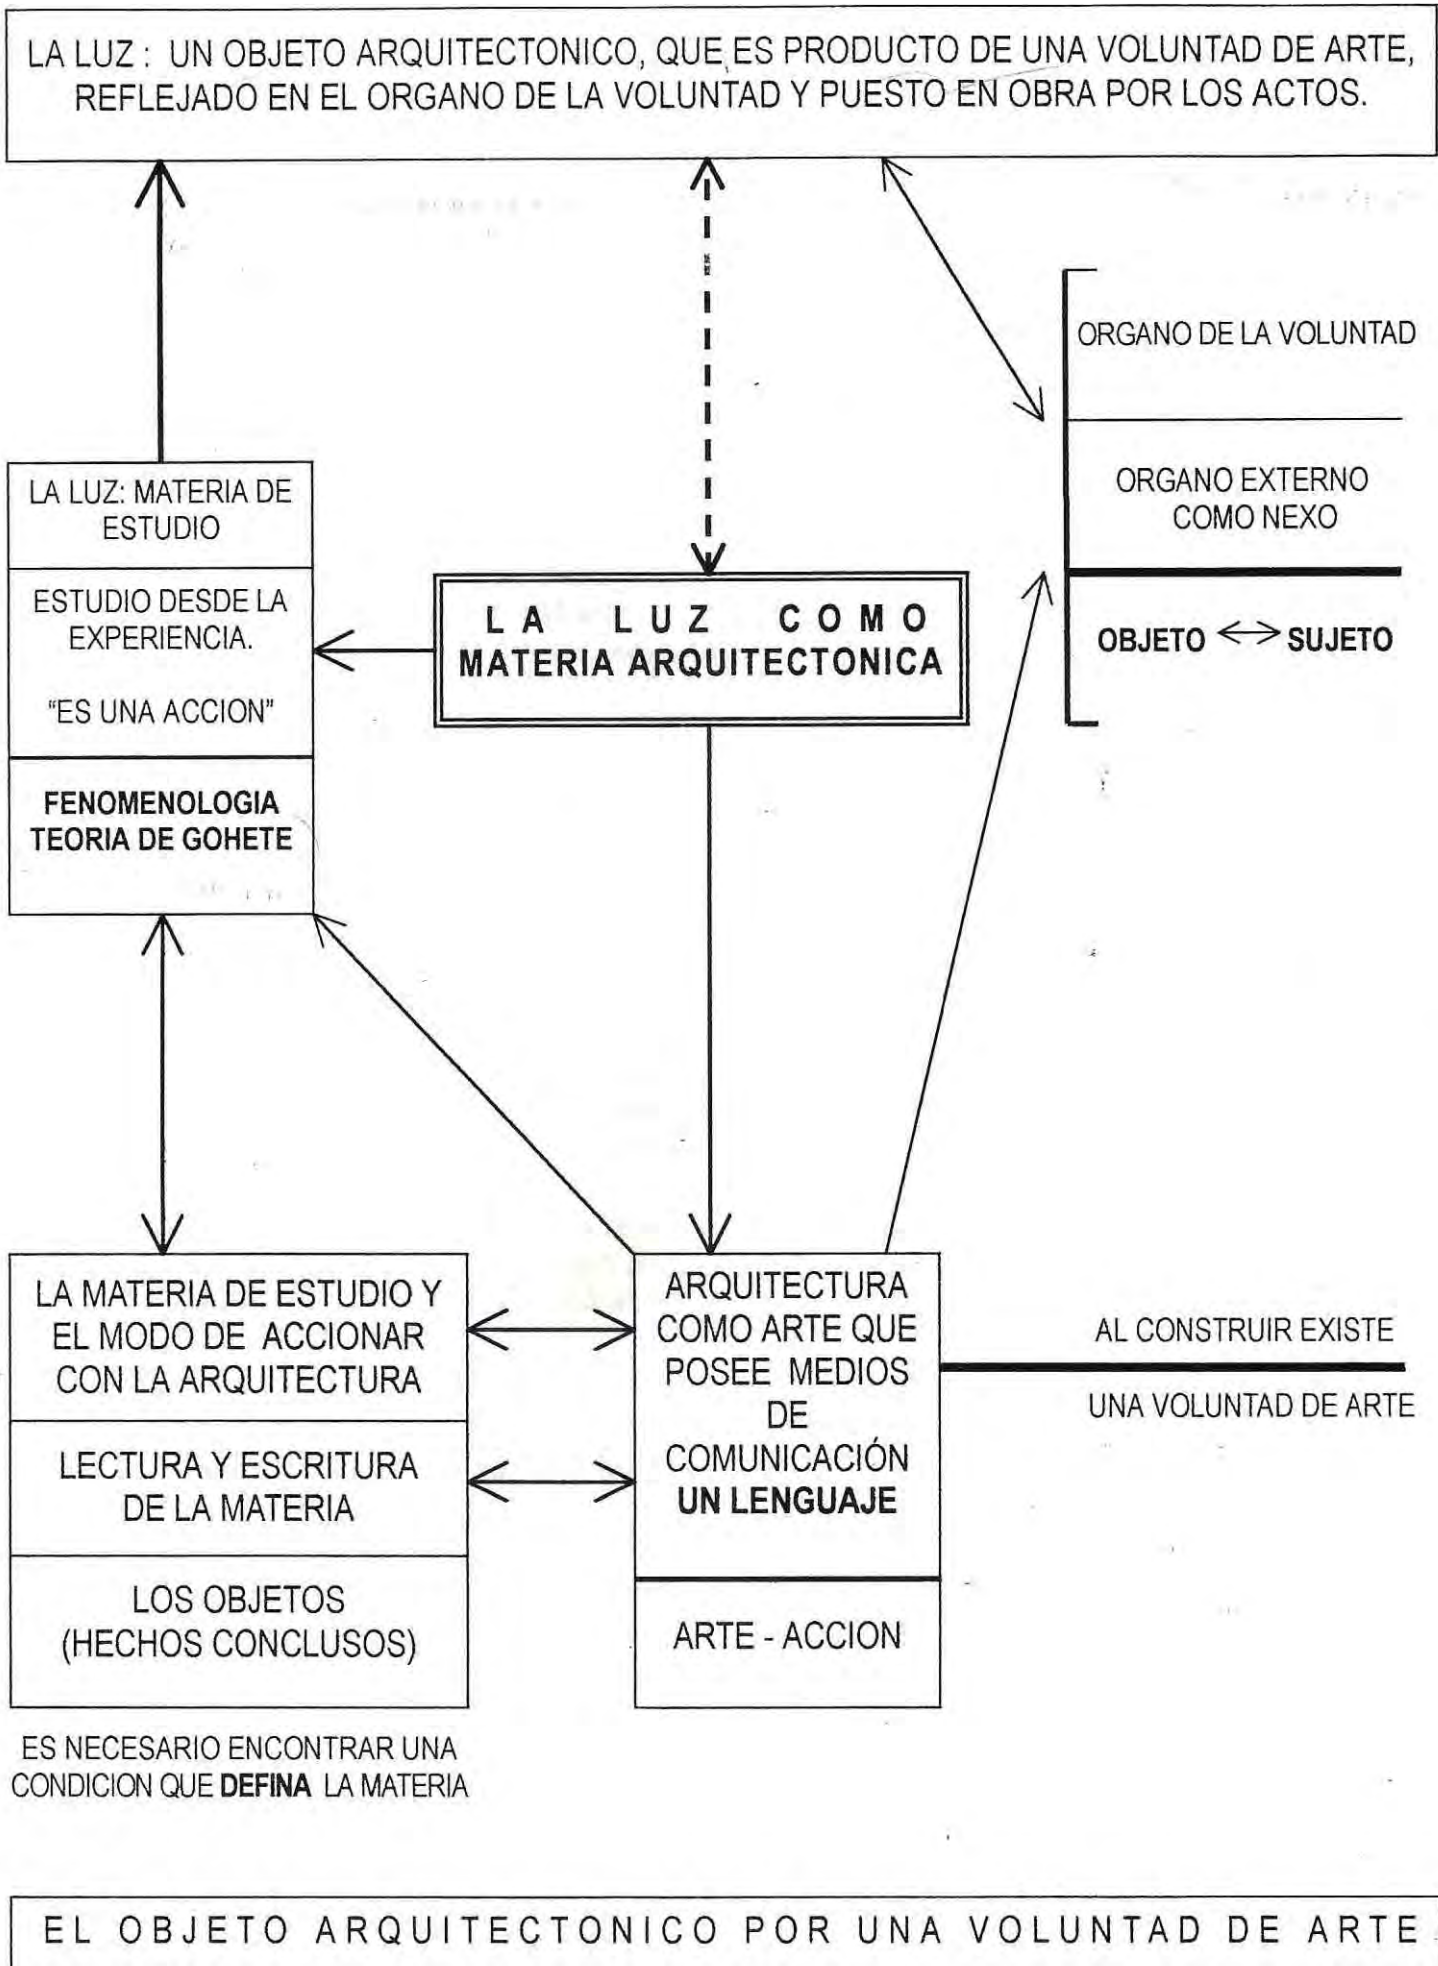 LA LUZ : UN OBJETO ARQUITECTONICO, QUE ES PRODUCTO DE UNA VOLUNTAD DE ARTE,
REFLEJADO EN EL ORGANO DE LA VOLUNTAD Y PUESTO EN OBRA POR LOS ACTOS.
ORGANO DE LA VOLUNTAD
ORGANO EXTERNO
COMO NEXO
OBJETO SUJETO
LA LUZ: MATERIA DE
ESTUDIO
ESTUDIO DESDE LA
EXPERIENCIA.
“ES UNA ACCION”
FENOMENOLOGIA
TEORIA DE GOHETE
LA LUZ COMO
MATERIA ARQUITECTONICA
LA MATERIA DE ESTUDIO Y
EL MODO DE ACCIONAR
CON LA ARQUITECTURA
LECTURA Y ESCRITURA
DE LA MATERIA
LOS OBJETOS
(HECHOS CONCLUSOS)
ARQUITECTURA
COMO ARTE QUE
POSEE MEDIOS
DE
COMUNICACIÓN
UN LENGUAJE
ARTE - ACCION
AL CONSTRUIR EXISTE
UNA VOLUNTAD DE ARTE
ES NECESARIO ENCONTRAR UNA
CONDICION QUE DEFINA LA MATERIA
EL OBJETO ARQUITECTONICO POR UNA VOLUNTAD DE ARTE